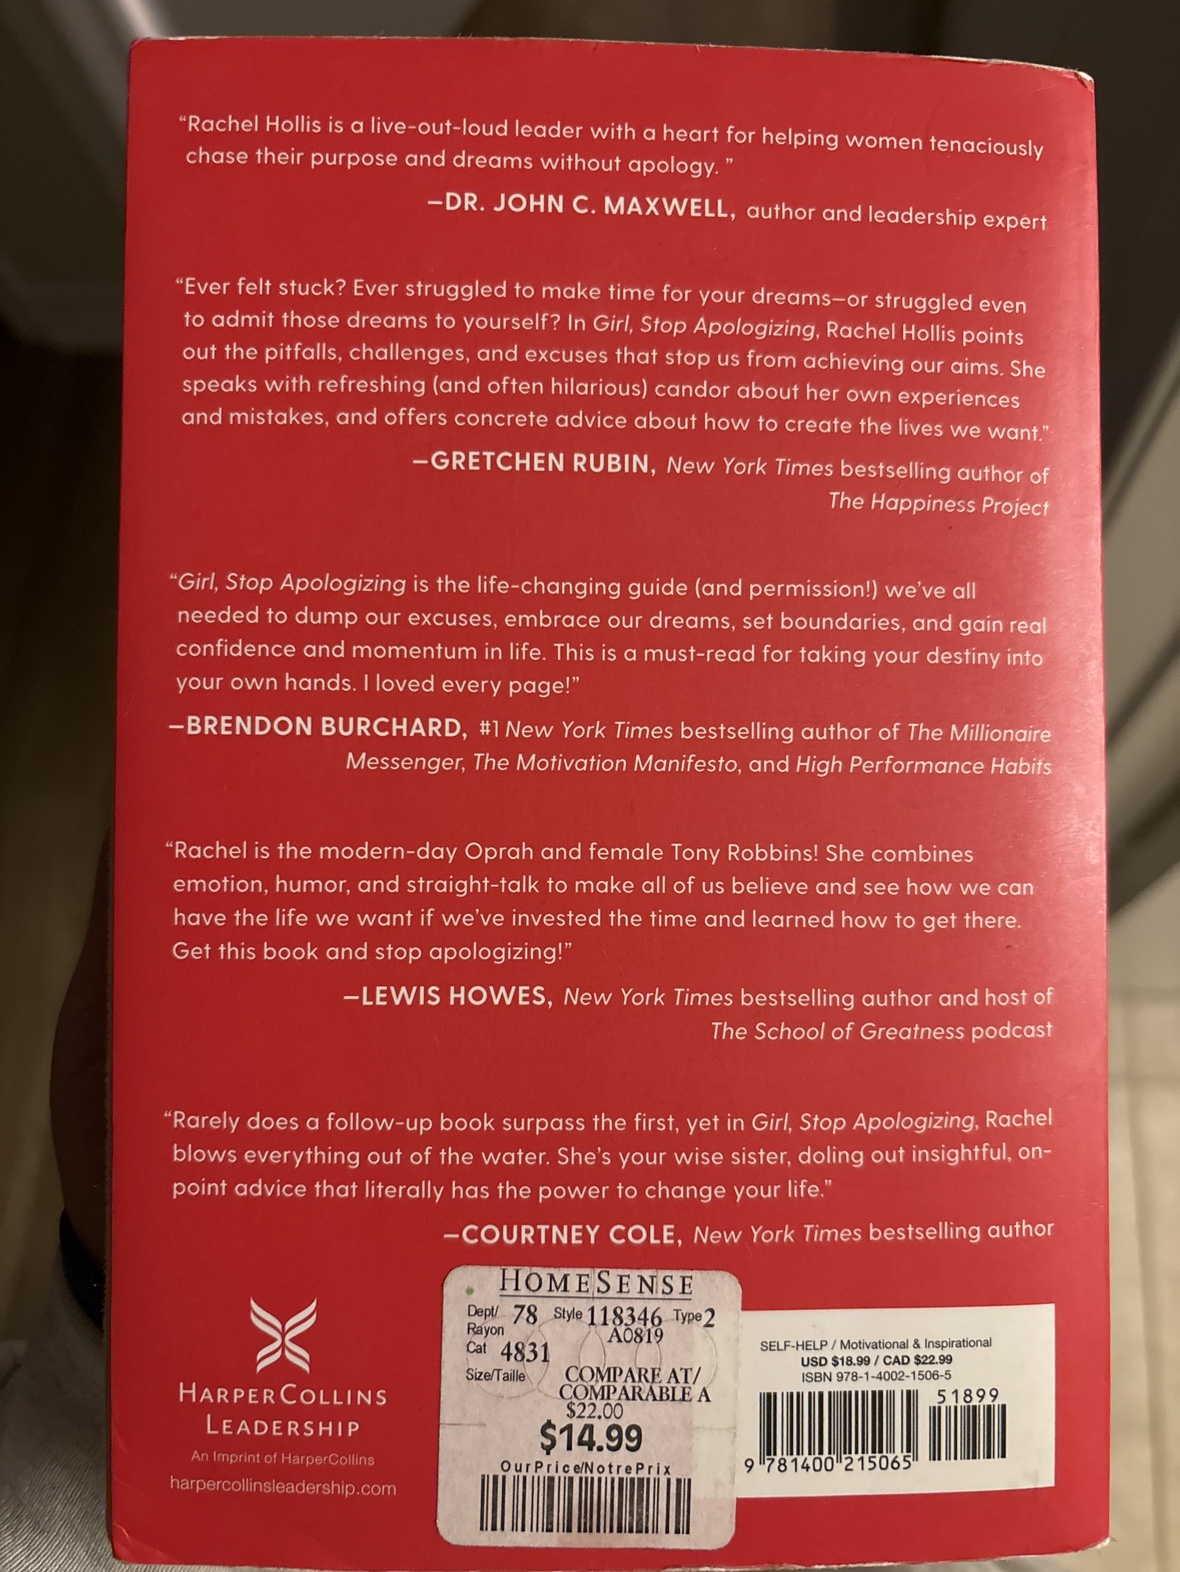 “Rachel Hollis is a live-out-loud leader with a heart for helping women tenaciously
chase their purpose and dreams without apology. ”
—DR. JOHN C. MAXWELL, author and leadership expert
“Ever felt stuck? Ever struggled to make time for your dreams—or struggled even
to admit those dreams to yourself? In Girl, Stop Apologizing, Rachel Hollis points
out the pitfalls, challenges, and excuses that stop us from achieving our aims. She
speaks with refreshing (and often hilarious) candor about her own experiences
and mistakes, and offers concrete advice about how to create the lives we want.”
—GRETCHEN RUBIN, New York Times bestselling author of
The Happiness Project
“Girl, Stop Apologizing is the life-changing guide (and permission!) we’ve all
needed to dump our excuses, embrace our dreams, set boundaries, and gain real
confidence and momentum in life. This is a must-read for taking your destiny into
your own hands. I loved every page!”
—BRENDON BURCHARD, #1 New York Times bestselling author of The Millionaire
Messenger, The Motivation Manifesto, and High Performance Habits
“Rachel is the modern-day Oprah and female Tony Robbins! She combines
emotion, humor, and straight-talk to make all of us believe and see how we can
have the life we want if we’ve invested the time and learned how to get there.
Get this book and stop apologizing!”
—LEWIS HOWES, New York Times bestselling author and host of
The School of Greatness podcast
“Rarely does a follow-up book surpass the first, yet in Girl, Stop Apologizing, Rachel
blows everything out of the water. She’s your wise sister, doling out insightful, on-
point advice that literally has the power to change your life.”
—COURTNEY COLE, New York Times bestselling author
HARPERCOLLINS
LEADERSHIP
An Imprint of HarperCollins
harpercollinsleadership.com
HOMESENSE
Dept/ 78 Style 118346 Type 2
Rayon A0819
Cat 4831
Size/Taille COMPARE AT/
COMPARABLE A
$22.00
$14.99
Our Price/Notre Prix
SELF-HELP / Motivational & Inspirational
USD $18.99 / CAD $22.99
ISBN 978-1-4002-1506-5
51899
9 781400 215065